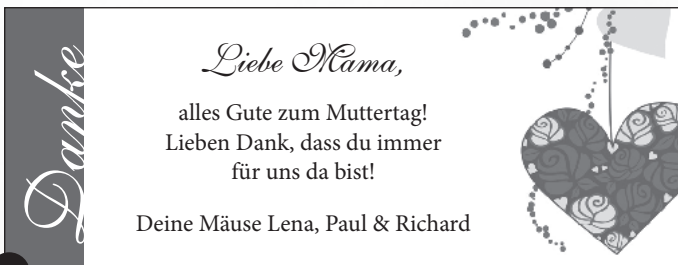 Danke
Liebe Mama,
alles Gute zum Muttertag!
Lieben Dank, dass du immer
für uns da bist!
Deine Mäuse Lena, Paul & Richard